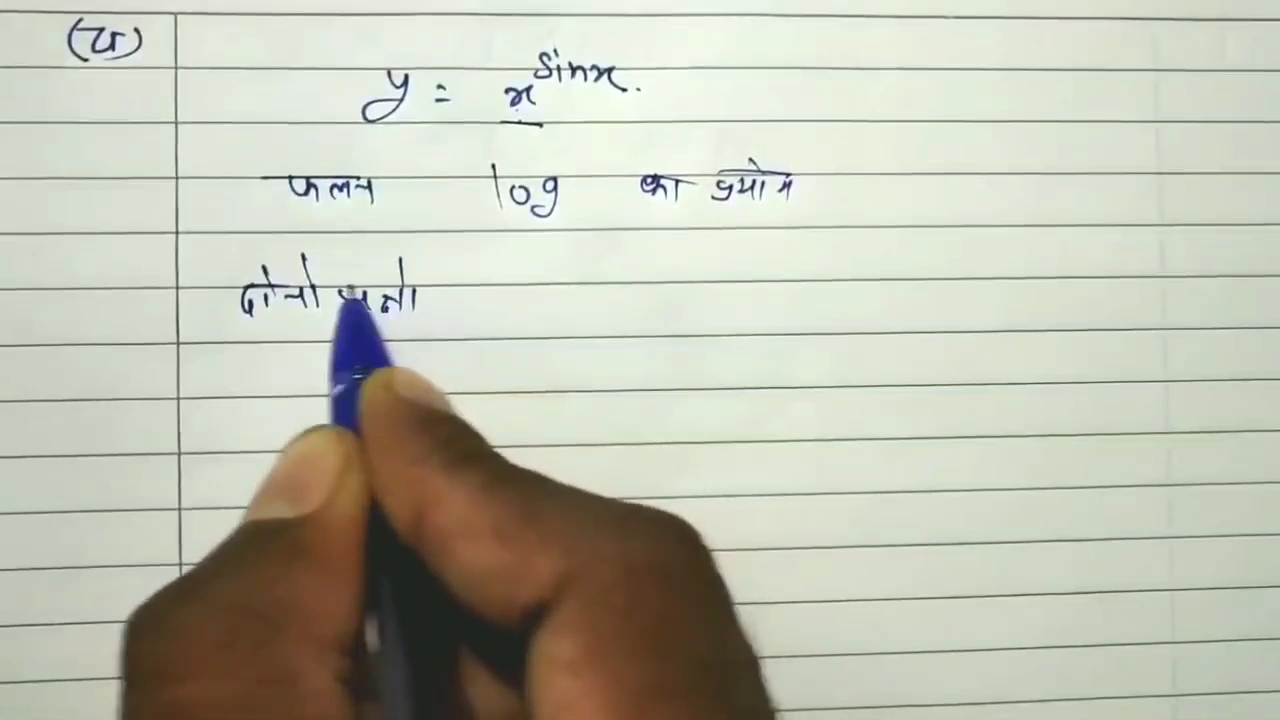 (य)
y = x^sinx.
फलन log का प्रयोग
दोनो पक्षो